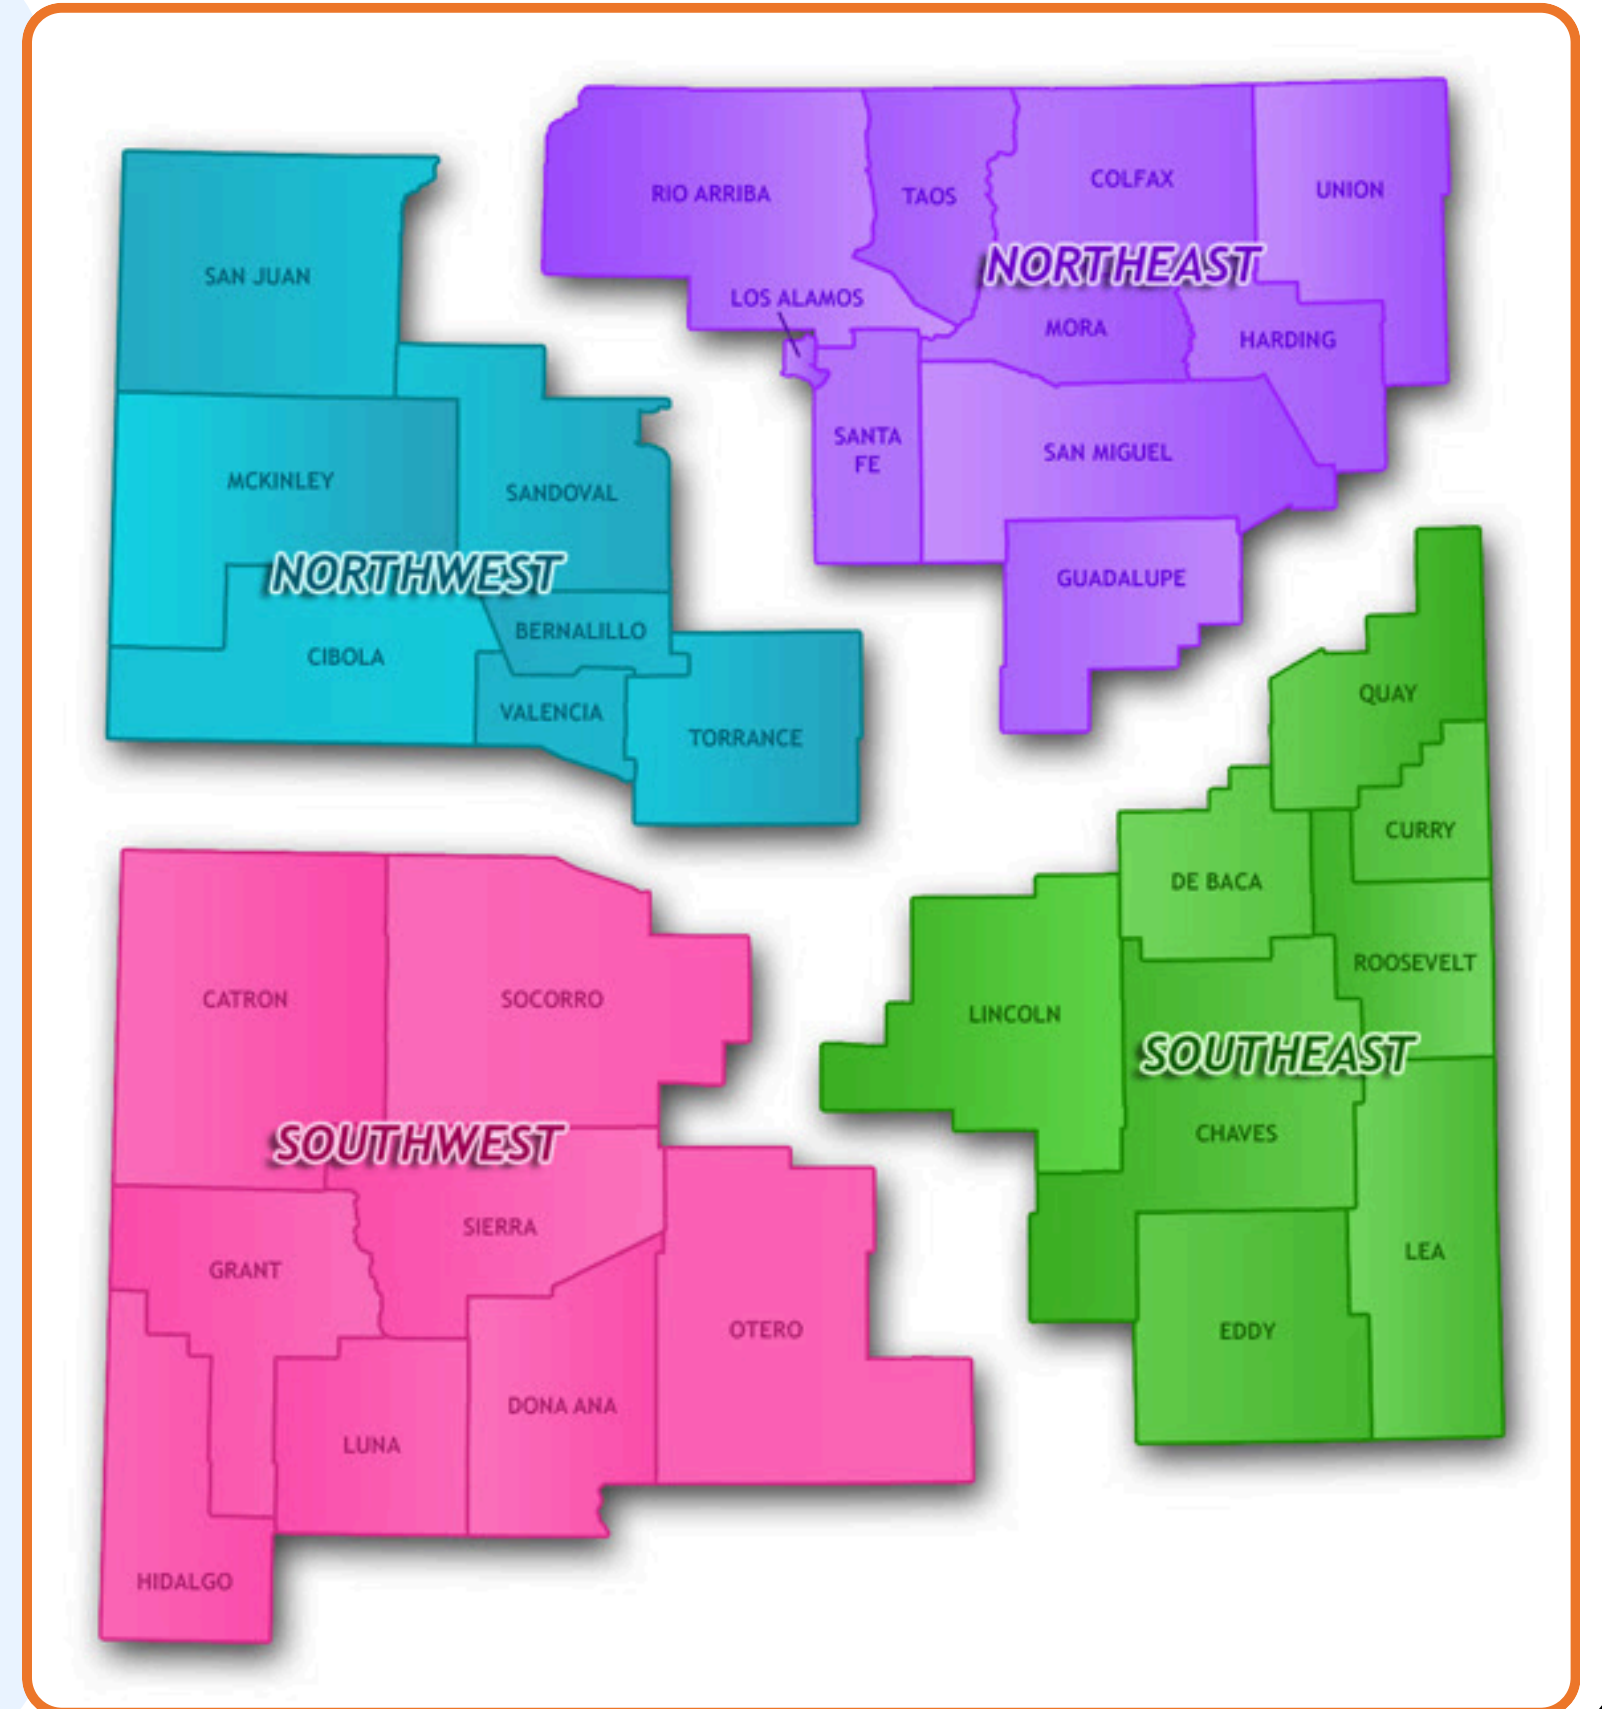 RIO ARRIBA
TAOS
COLFAX
UNION
NORTHEAST
LOS ALAMOS
MORA
HARDING
SANTA
FE
SAN MIGUEL
GUADALUPE
SAN JUAN
MCKINLEY
SANDOVAL
NORTHWEST
BERNALILLO
CIBOLA
VALENCIA
TORRANCE
QUAY
CURRY
DE BACA
ROOSEVELT
LINCOLN
SOUTHEAST
CHAVES
LEA
EDDY
CATRON
SOCORRO
SOUTHWEST
SIERRA
GRANT
OTERO
DONA ANA
LUNA
HIDALGO